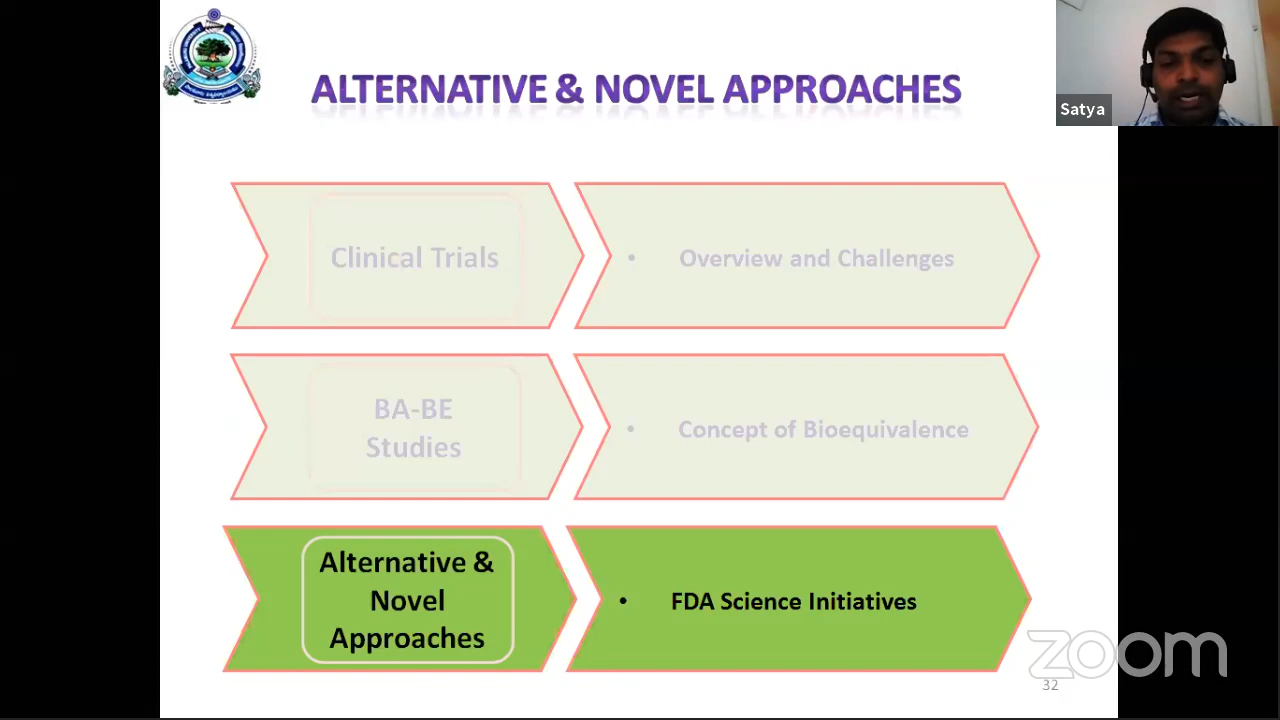 ALTERNATIVE & NOVEL APPROACHES
Satya
Clinical Trials
• Overview and Challenges
BA-BE
Studies
• Concept of Bioequivalence
Alternative &
Novel
Approaches
• FDA Science Initiatives
zoom
32